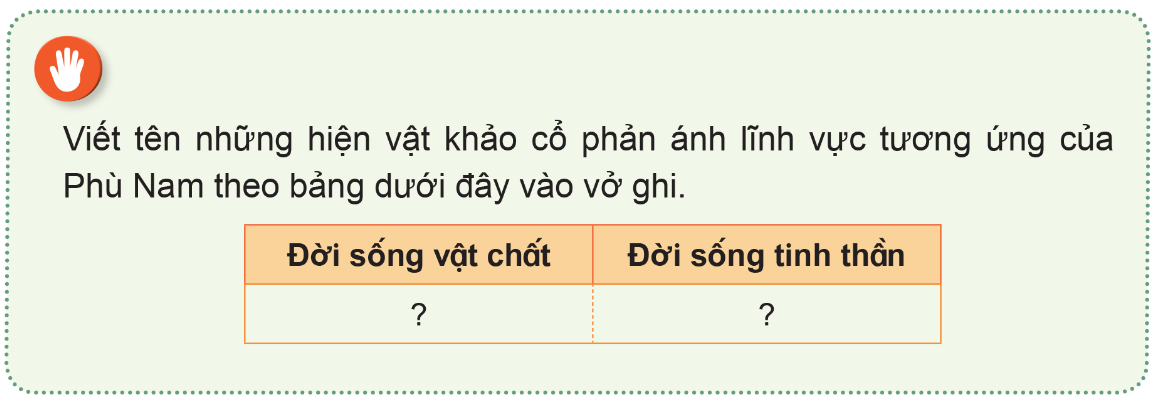 Viết tên những hiện vật khảo cổ phản ánh lĩnh vực tương ứng của
Phù Nam theo bảng dưới đây vào vở ghi.
Đời sống vật chất
Đời sống tinh thần
?
?